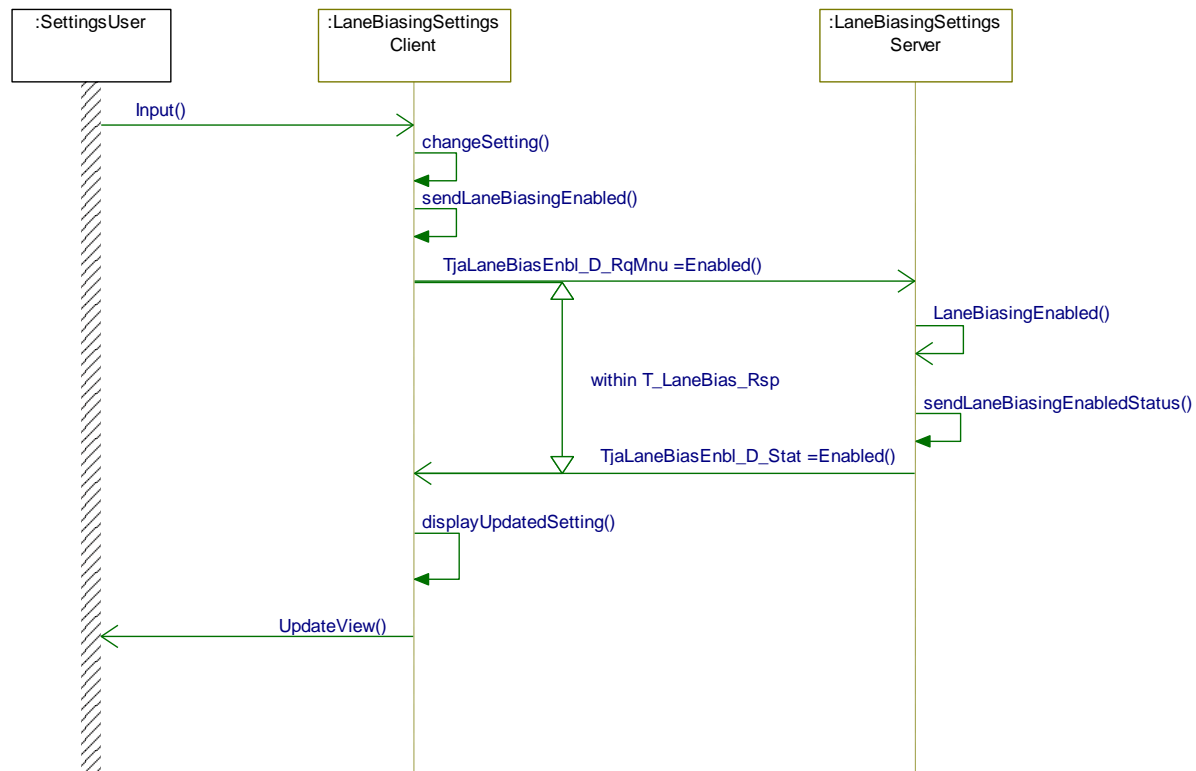 :SettingsUser
:LaneBiasingSettings
Client
:LaneBiasingSettings
Server
Input()
changeSetting()
sendLaneBiasingEnabled()
TjaLaneBiasEnbl_D_RqMnu =Enabled()
LaneBiasingEnabled()
within T_LaneBias_Rsp
sendLaneBiasingEnabledStatus()
TjaLaneBiasEnbl_D_Stat =Enabled()
displayUpdatedSetting()
UpdateView()